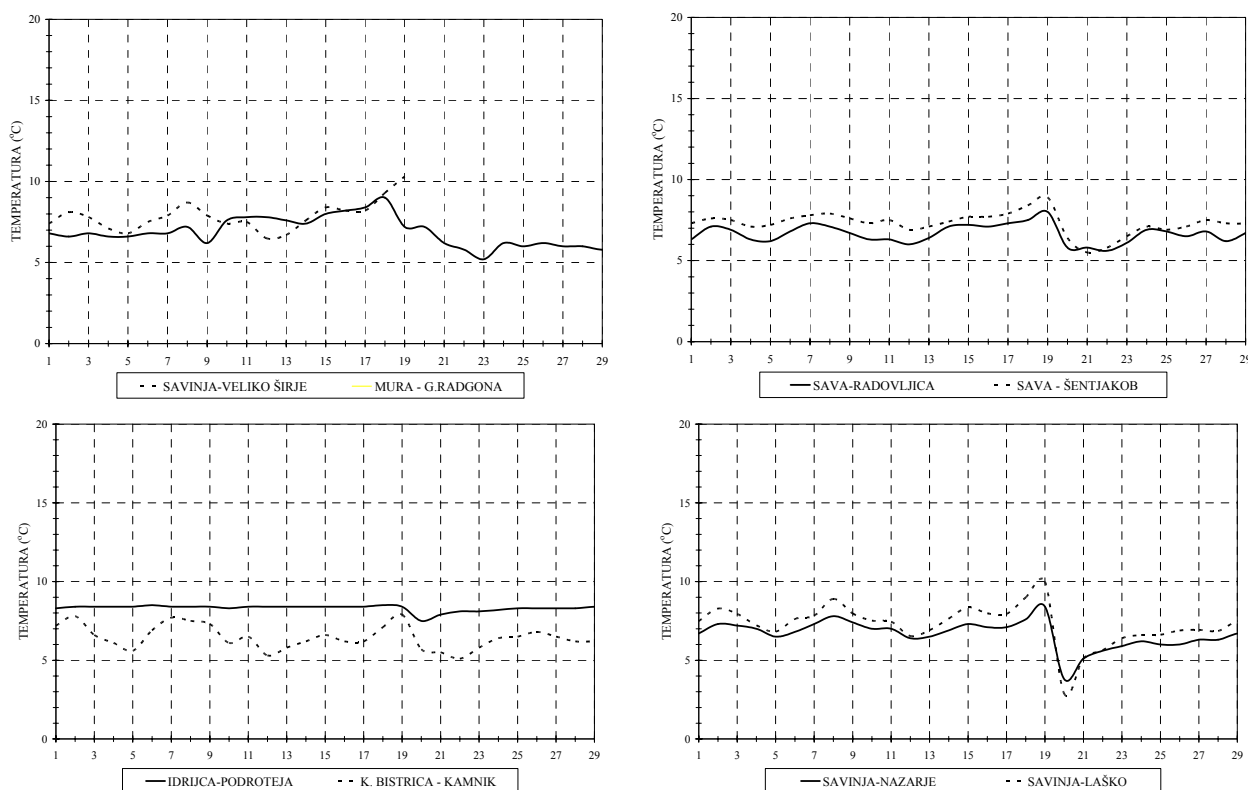 TEMPERATURA (°C)
20
15
10
5
0
1 3 5 7 9 11 13 15 17 19 21 23 25 27 29
SAVINJA-VELIKO ŠIRJE MURA - G.RADGONA
TEMPERATURA (°C)
20
15
10
5
0
1 3 5 7 9 11 13 15 17 19 21 23 25 27 29
SAVA-RADOVLJICA SAVA - ŠENTJAKOB
TEMPERATURA (°C)
20
15
10
5
0
1 3 5 7 9 11 13 15 17 19 21 23 25 27 29
IDRIJCA-PODROTEJA K. BISTRICA - KAMNIK
TEMPERATURA (°C)
20
15
10
5
0
1 3 5 7 9 11 13 15 17 19 21 23 25 27 29
SAVINJA-NAZARJE SAVINJA-LAŠKO